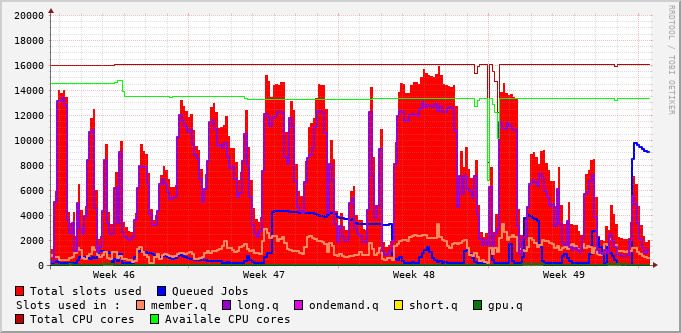 RRDTOOL / TOBI OETIKER
20000
18000
16000
14000
12000
10000
8000
6000
4000
2000
0
Week 46 Week 47 Week 48 Week 49
Total slots used Queued Jobs
Slots used in : member.q long.q ondemand.q short.q gpu.q
Total CPU cores Availale CPU cores